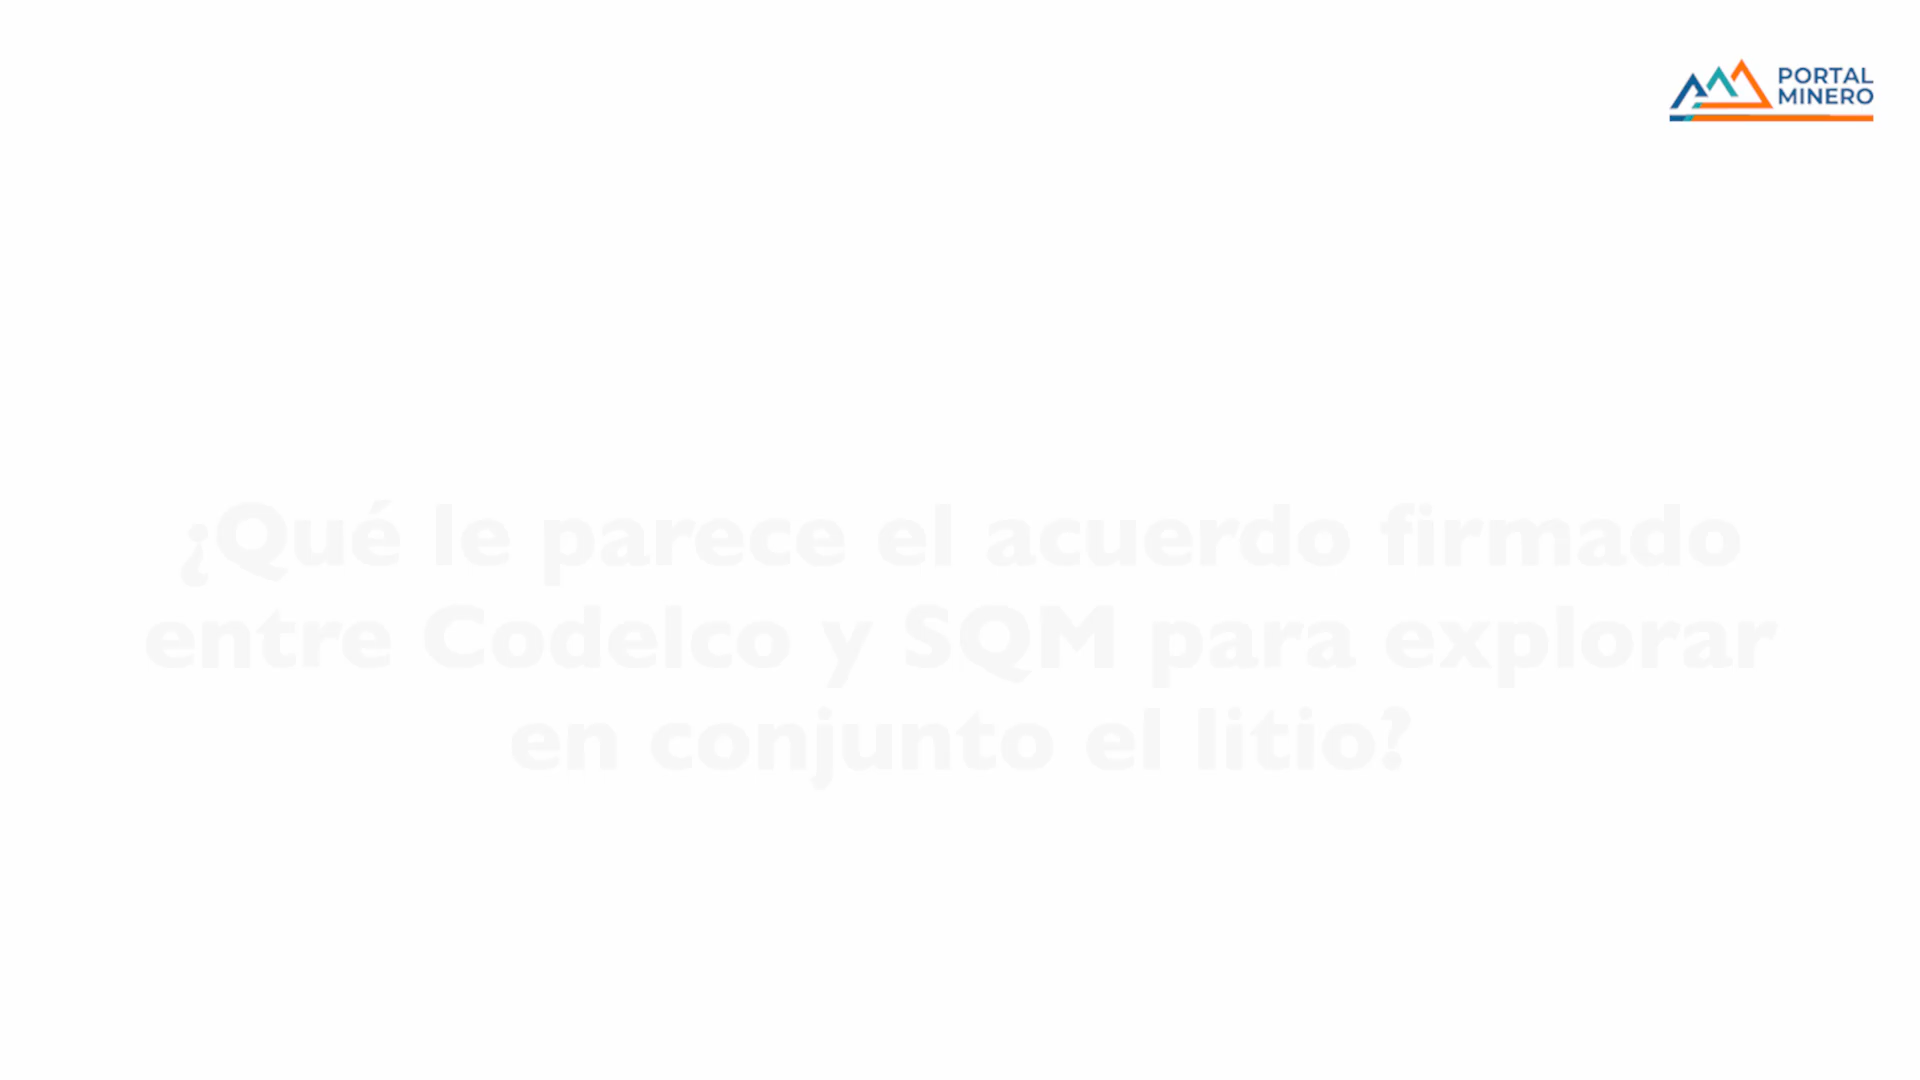 PORTAL
MINERO
¿Qué le parece el acuerdo firmado
entre Codelco y SQM para explorar
en conjunto el litio?